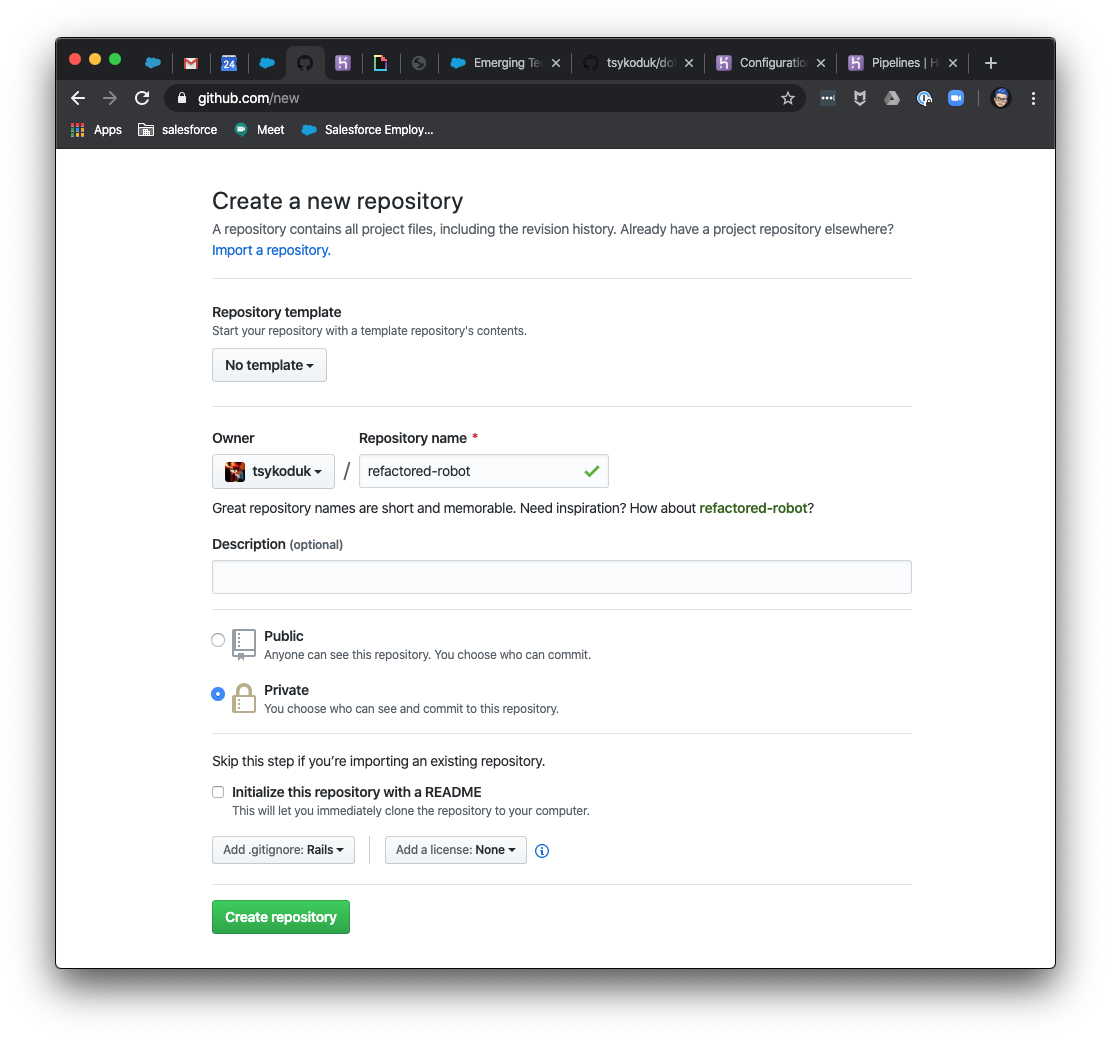 24
Emerging Te
tsykoduk/dot
Configuratio
Pipelines | H
github.com/new
Apps
salesforce
Meet
Salesforce Employ...
Create a new repository
A repository contains all project files, including the revision history. Already have a project repository elsewhere?
Import a repository.
Repository template
Start your repository with a template repository's contents.
No template
Owner
Repository name *
tsykoduk / refactored-robot
Great repository names are short and memorable. Need inspiration? How about refactored-robot?
Description (optional)
Public
Anyone can see this repository. You choose who can commit.
Private
You choose who can see and commit to this repository.
Skip this step if you’re importing an existing repository.
Initialize this repository with a README
This will let you immediately clone the repository to your computer.
Add .gitignore: Rails
Add a license: None
Create repository